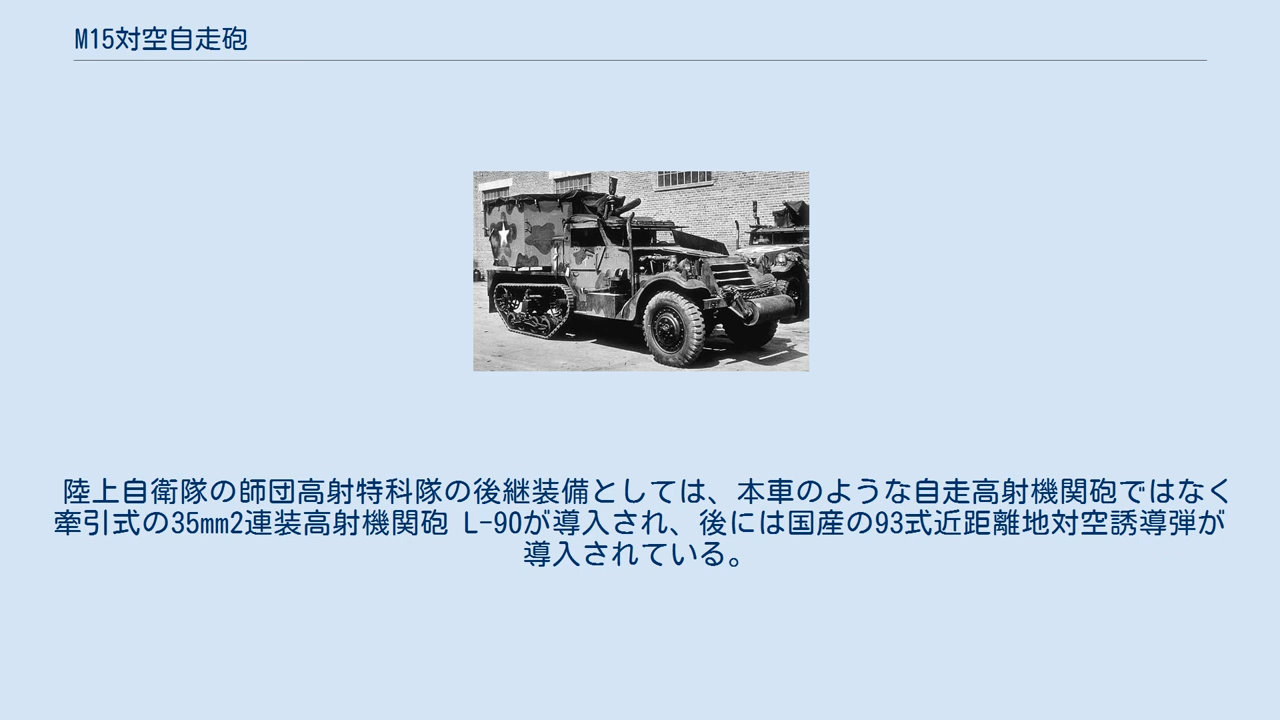 M15対空自走砲
陸上自衛隊の師団高射特科隊の後継装備としては、本車のような自走高射機関砲ではなく
牽引式の35mm2連装高射機関砲 L-90が導入され、後には国産の93式近距離地対空誘導弾が
導入されている。